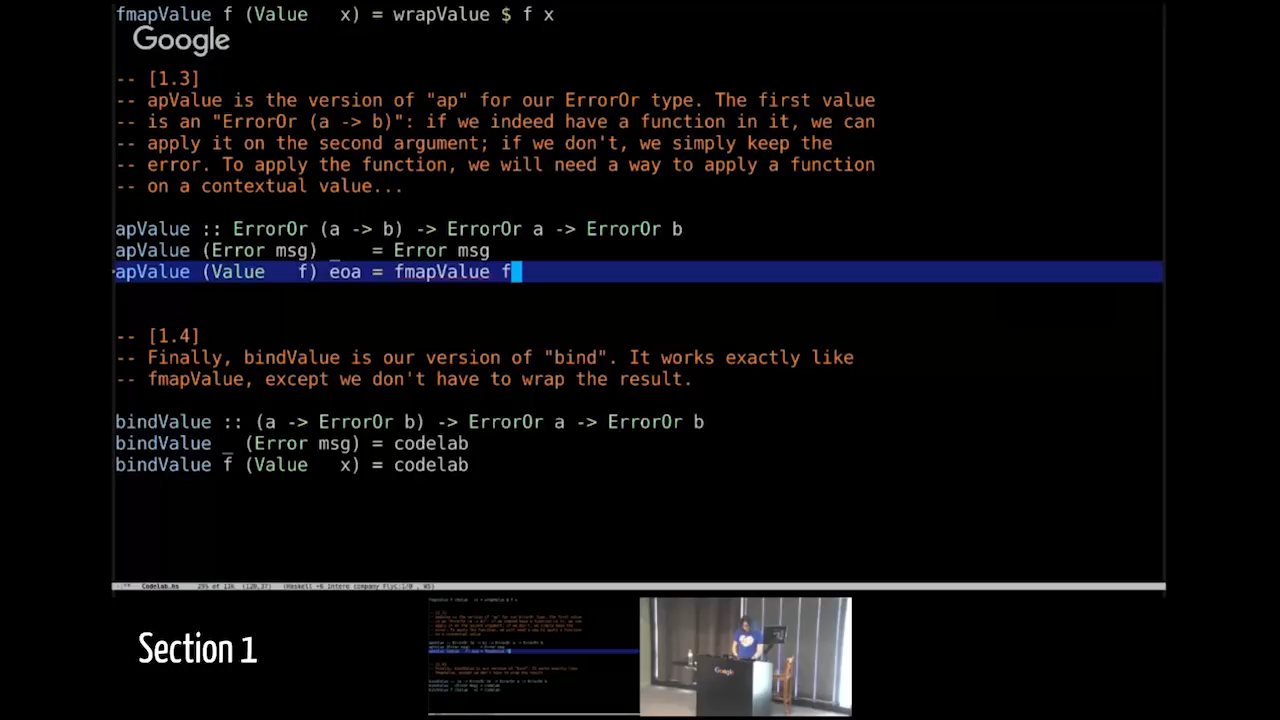 fmapValue f (Value   x) = wrapValue $ f x
Google
-- [1.3]
-- apValue is the version of "ap" for our ErrorOr type. The first value
-- is an "ErrorOr (a -> b)": if we indeed have a function in it, we can
-- apply it on the second argument; if we don't, we simply keep the
-- error. To apply the function, we will need a way to apply a function
-- on a contextual value...
apValue :: ErrorOr (a -> b) -> ErrorOr a -> ErrorOr b
apValue (Error msg) _   = Error msg
apValue (Value   f) eoa = fmapValue f
-- [1.4]
-- Finally, bindValue is our version of "bind". It works exactly like
-- fmapValue, except we don't have to wrap the result.
bindValue :: (a -> ErrorOr b) -> ErrorOr a -> ErrorOr b
bindValue _ (Error msg) = codelab
bindValue f (Value   x) = codelab
Codelab.hs
Section 1
Google